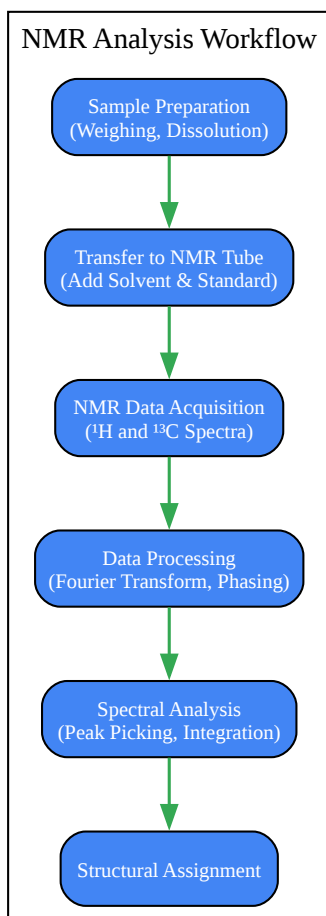 NMR Analysis Workflow
Sample Preparation
(Weighing, Dissolution)
Transfer to NMR Tube
(Add Solvent & Standard)
NMR Data Acquisition
(¹H and ¹³C Spectra)
Data Processing
(Fourier Transform, Phasing)
Spectral Analysis
(Peak Picking, Integration)
Structural Assignment